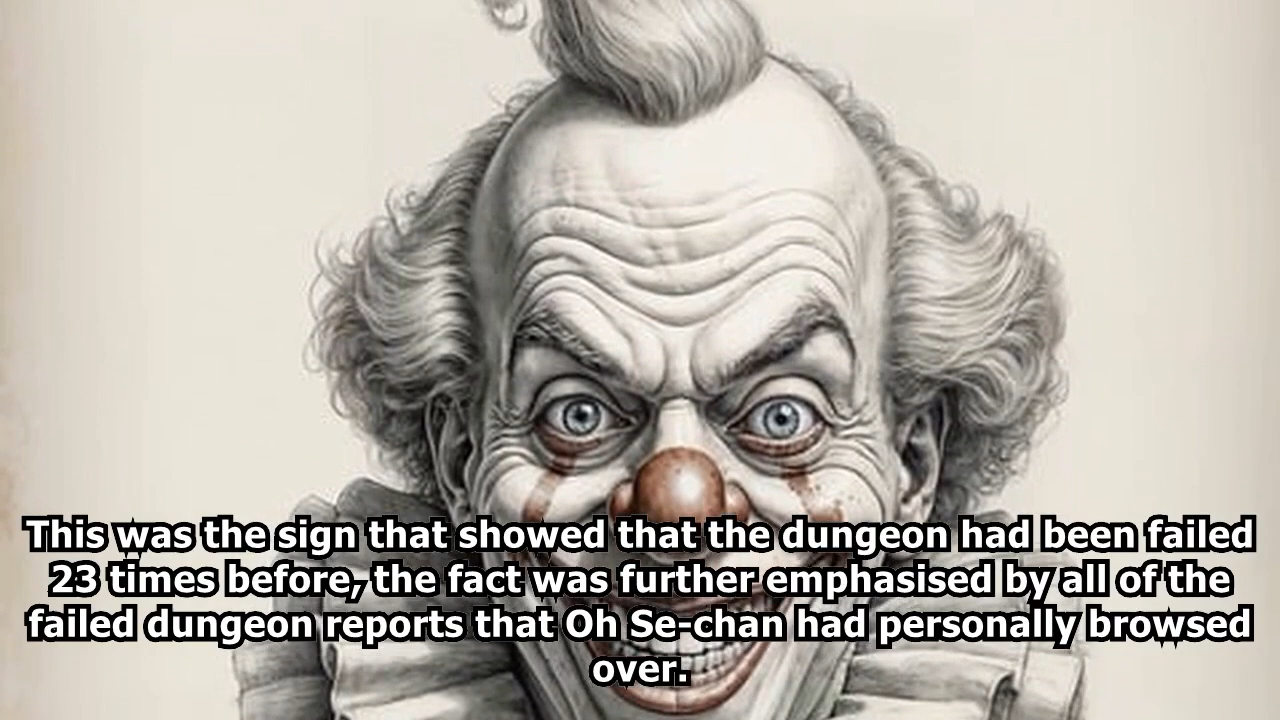 This was the sign that showed that the dungeon had been failed
23 times before, the fact was further emphasised by all of the
failed dungeon reports that Oh Se-chan had personally browsed
over.